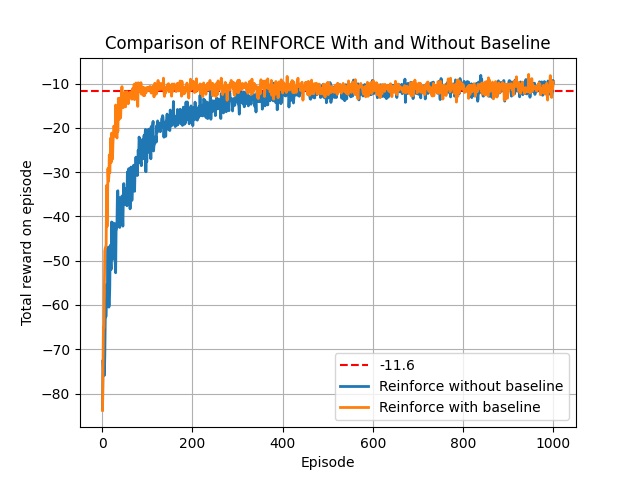 Comparison of REINFORCE With and Without Baseline
Total reward on episode
−10
−20
−30
−40
−50
−60
−70
−80
-11.6
Reinforce without baseline
Reinforce with baseline
0 200 400 600 800 1000
Episode